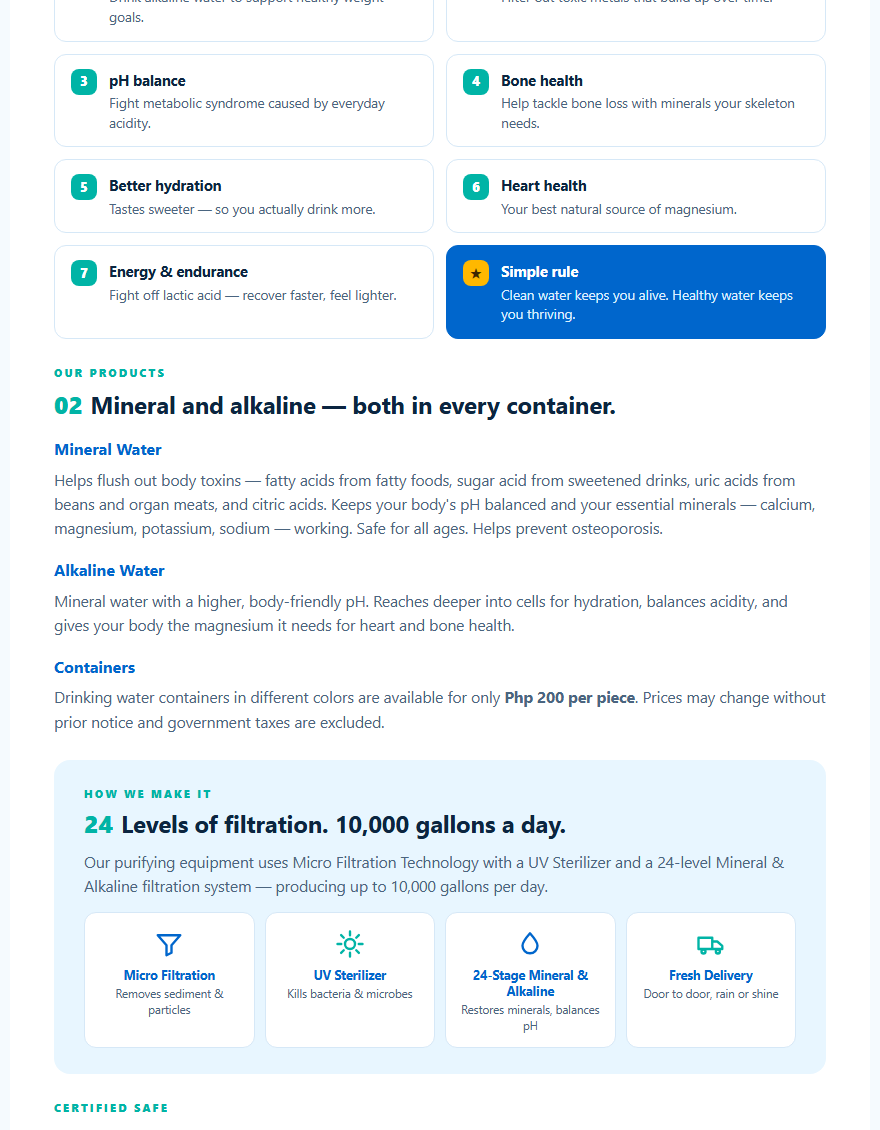 goals.
3 pH balance
Fight metabolic syndrome caused by everyday
acidity.
4 Bone health
Help tackle bone loss with minerals your skeleton
needs.
5 Better hydration
Tastes sweeter — so you actually drink more.
6 Heart health
Your best natural source of magnesium.
7 Energy & endurance
Fight off lactic acid — recover faster, feel lighter.
★ Simple rule
Clean water keeps you alive. Healthy water keeps
you thriving.
OUR PRODUCTS
02 Mineral and alkaline — both in every container.
Mineral Water
Helps flush out body toxins — fatty acids from fatty foods, sugar acid from sweetened drinks, uric acids from
beans and organ meats, and citric acids. Keeps your body's pH balanced and your essential minerals — calcium,
magnesium, potassium, sodium — working. Safe for all ages. Helps prevent osteoporosis.
Alkaline Water
Mineral water with a higher, body-friendly pH. Reaches deeper into cells for hydration, balances acidity, and
gives your body the magnesium it needs for heart and bone health.
Containers
Drinking water containers in different colors are available for only Php 200 per piece. Prices may change without
prior notice and government taxes are excluded.
HOW WE MAKE IT
24 Levels of filtration. 10,000 gallons a day.
Our purifying equipment uses Micro Filtration Technology with a UV Sterilizer and a 24-level Mineral &
Alkaline filtration system — producing up to 10,000 gallons per day.
Micro Filtration
Removes sediment &
particles
UV Sterilizer
Kills bacteria & microbes
24-Stage Mineral &
Alkaline
Restores minerals, balances
pH
Fresh Delivery
Door to door, rain or shine
CERTIFIED SAFE